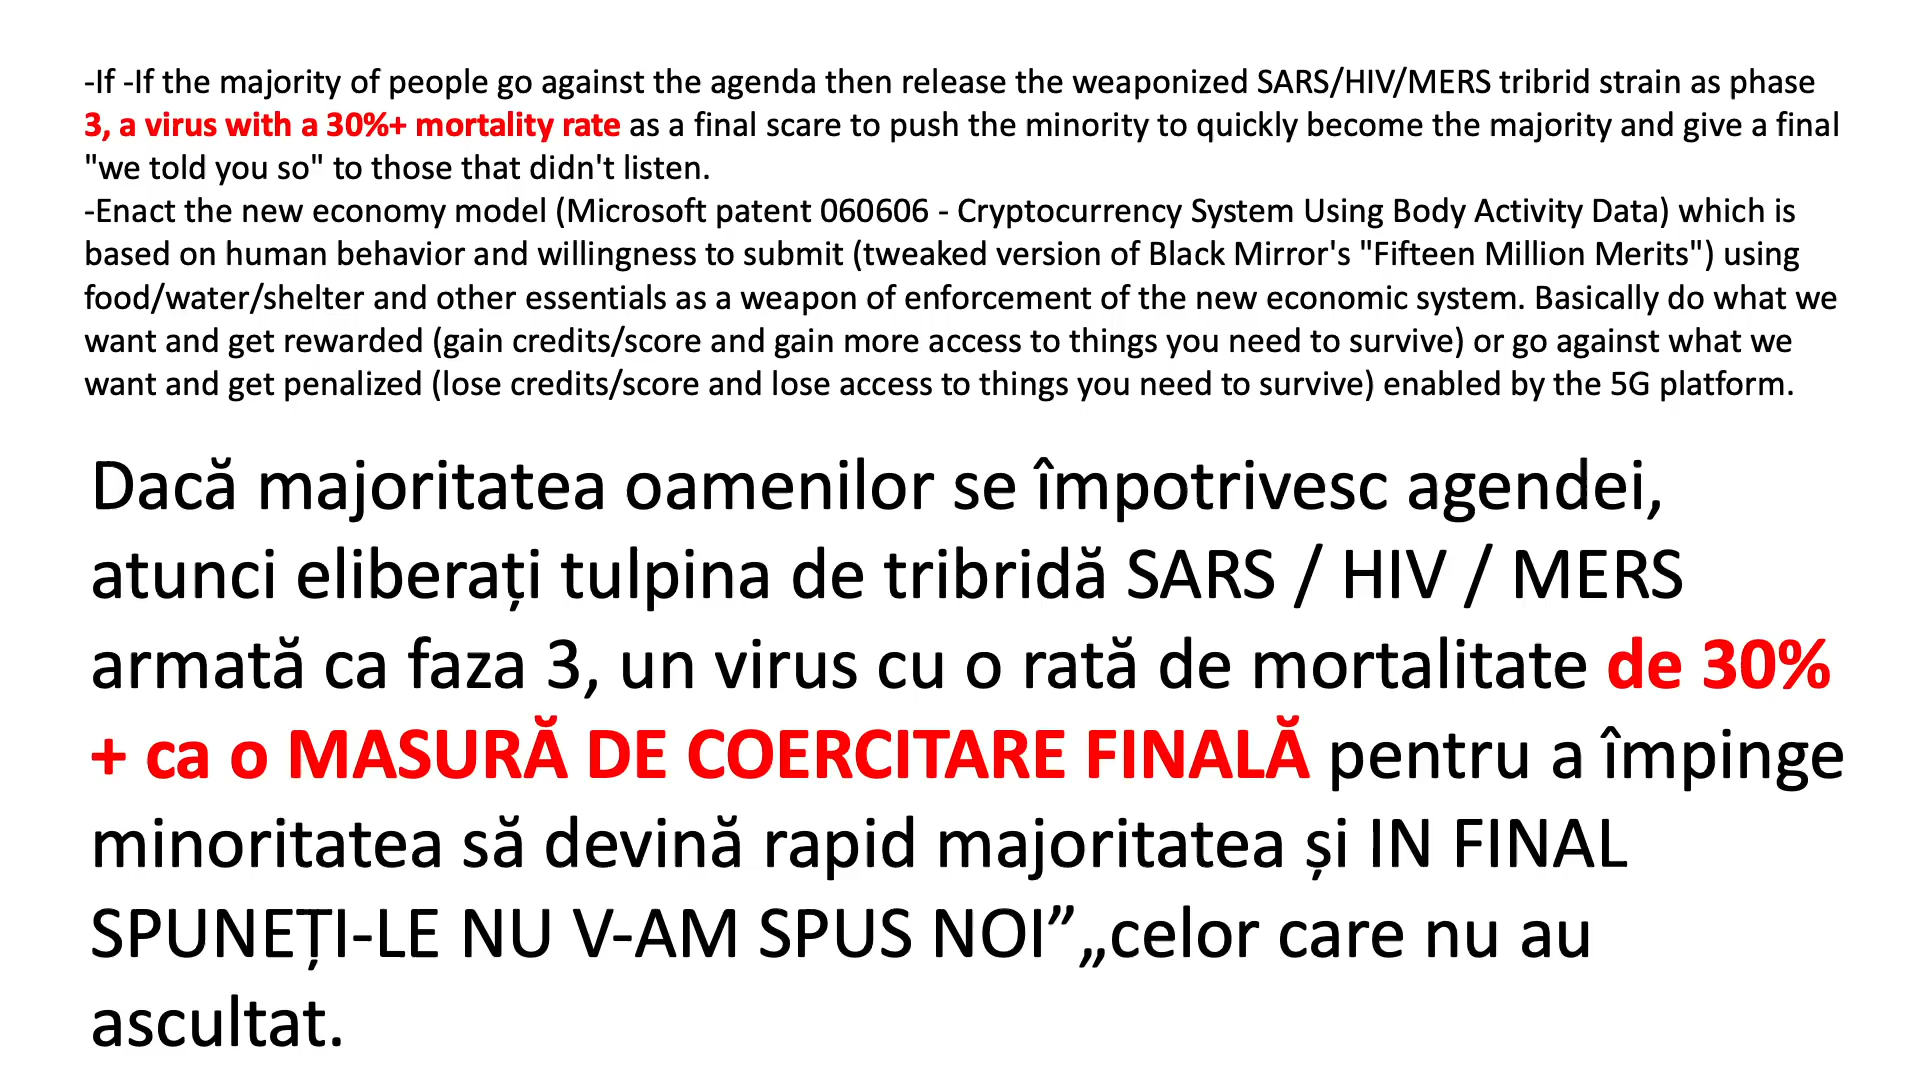 -If -If the majority of people go against the agenda then release the weaponized SARS/HIV/MERS tribrid strain as phase
3, a virus with a 30%+ mortality rate as a final scare to push the minority to quickly become the majority and give a final
"we told you so" to those that didn't listen.
-Enact the new economy model (Microsoft patent 060606 - Cryptocurrency System Using Body Activity Data) which is
based on human behavior and willingness to submit (tweaked version of Black Mirror's "Fifteen Million Merits") using
food/water/shelter and other essentials as a weapon of enforcement of the new economic system. Basically do what we
want and get rewarded (gain credits/score and gain more access to things you need to survive) or go against what we
want and get penalized (lose credits/score and lose access to things you need to survive) enabled by the 5G platform.
Dacă majoritatea oamenilor se împotrivesc agendei,
atunci eliberați tulpina de tribridă SARS / HIV / MERS
armată ca faza 3, un virus cu o rată de mortalitate de 30%
+ ca o MASURĂ DE COERCITARE FINALĂ pentru a împinge
minoritatea să devină rapid majoritatea și IN FINAL
SPUNEȚI-LE NU V-AM SPUS NOI”„celor care nu au
ascultat.